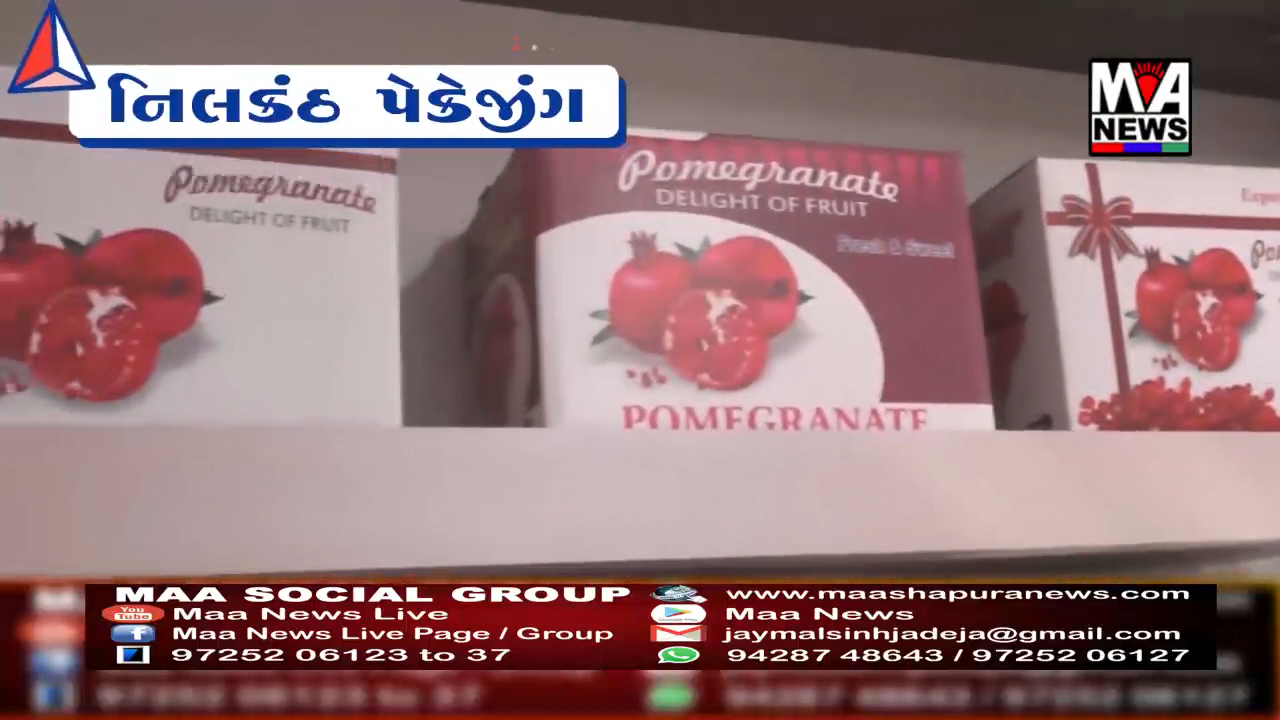 નિલકંઠ પેકેજીંગ
MAA
NEWS
Pomegranate
DELIGHT OF FRUIT
Pomegranate
DELIGHT OF FRUIT
Fresh & Sweet
POMEGRANATE
MAA SOCIAL GROUP
You Tube Maa News Live
f Maa News Live Page / Group
97252 06123 to 37
www.maashapuranews.com
Maa News
jaymalsinhjadeja@gmail.com
94287 48643 / 97252 06127